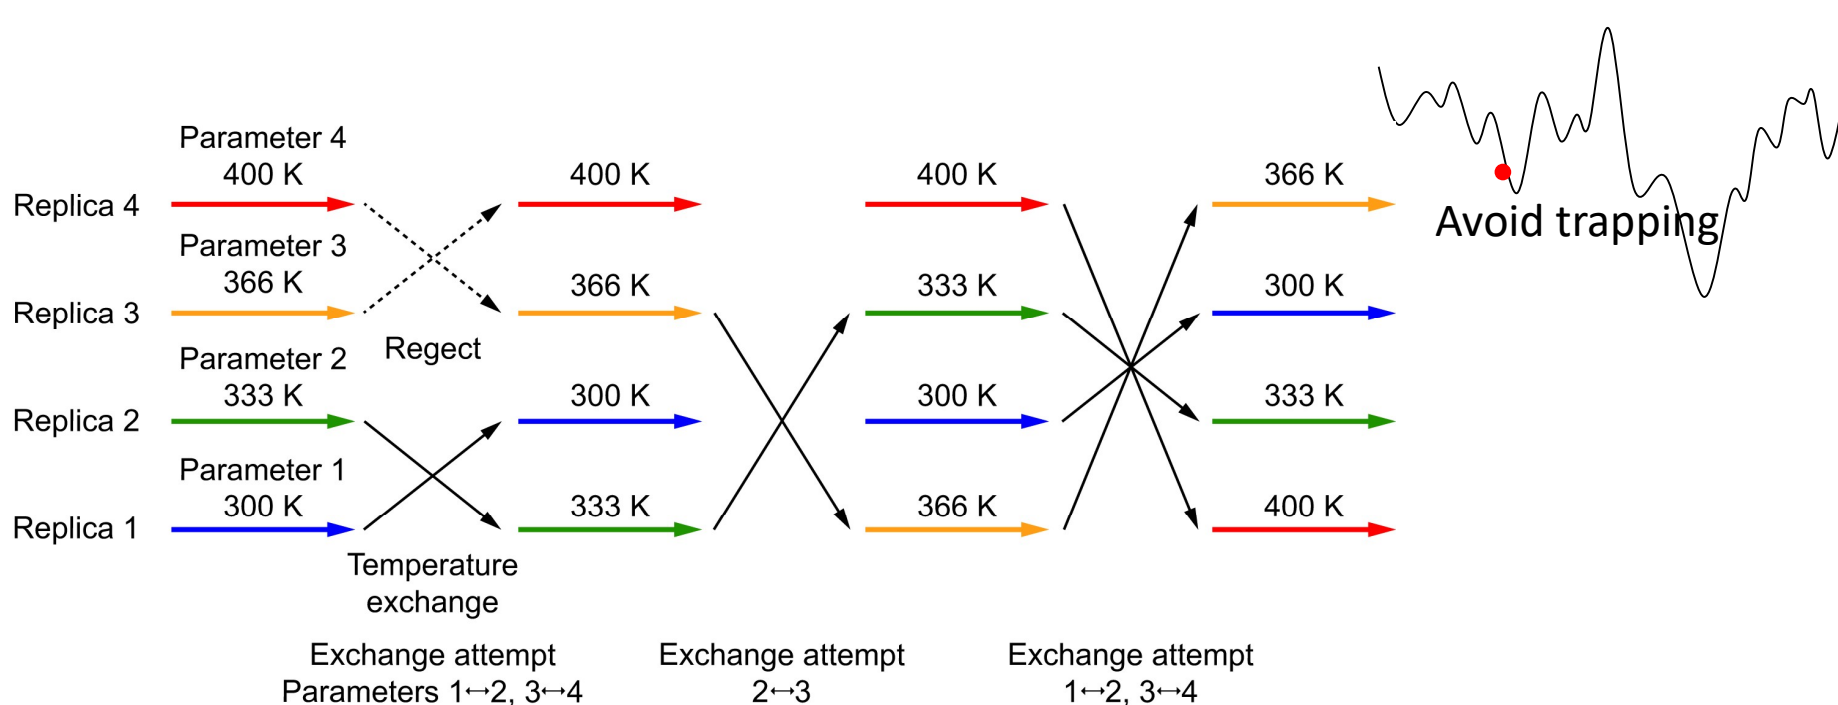 Parameter 4
400 K
400 K
400 K
366 K
Replica 4
Avoid trapping
Parameter 3
366 K
366 K
333 K
300 K
Replica 3
Regect
Parameter 2
333 K
300 K
300 K
333 K
Replica 2
Parameter 1
300 K
333 K
366 K
400 K
Replica 1
Temperature
exchange
Exchange attempt
Parameters 1↔2, 3↔4
Exchange attempt
2↔3
Exchange attempt
1↔2, 3↔4